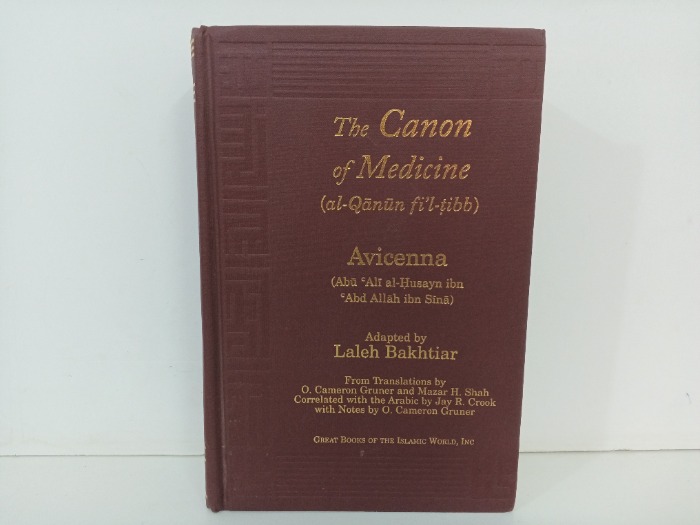 The Canon
of Medicine
(al-Qānūn fi'l-ṭibb)
Avicenna
(Abū ʿAlī al-Ḥusayn ibn
ʿAbd Allāh ibn Sīnā)
Adapted by
Laleh Bakhtiar
From Translations by
O. Cameron Gruner and Mazar H. Shah
Correlated with the Arabic by Jay R. Crook
with Notes by O. Cameron Gruner
GREAT BOOKS OF THE ISLAMIC WORLD, INC